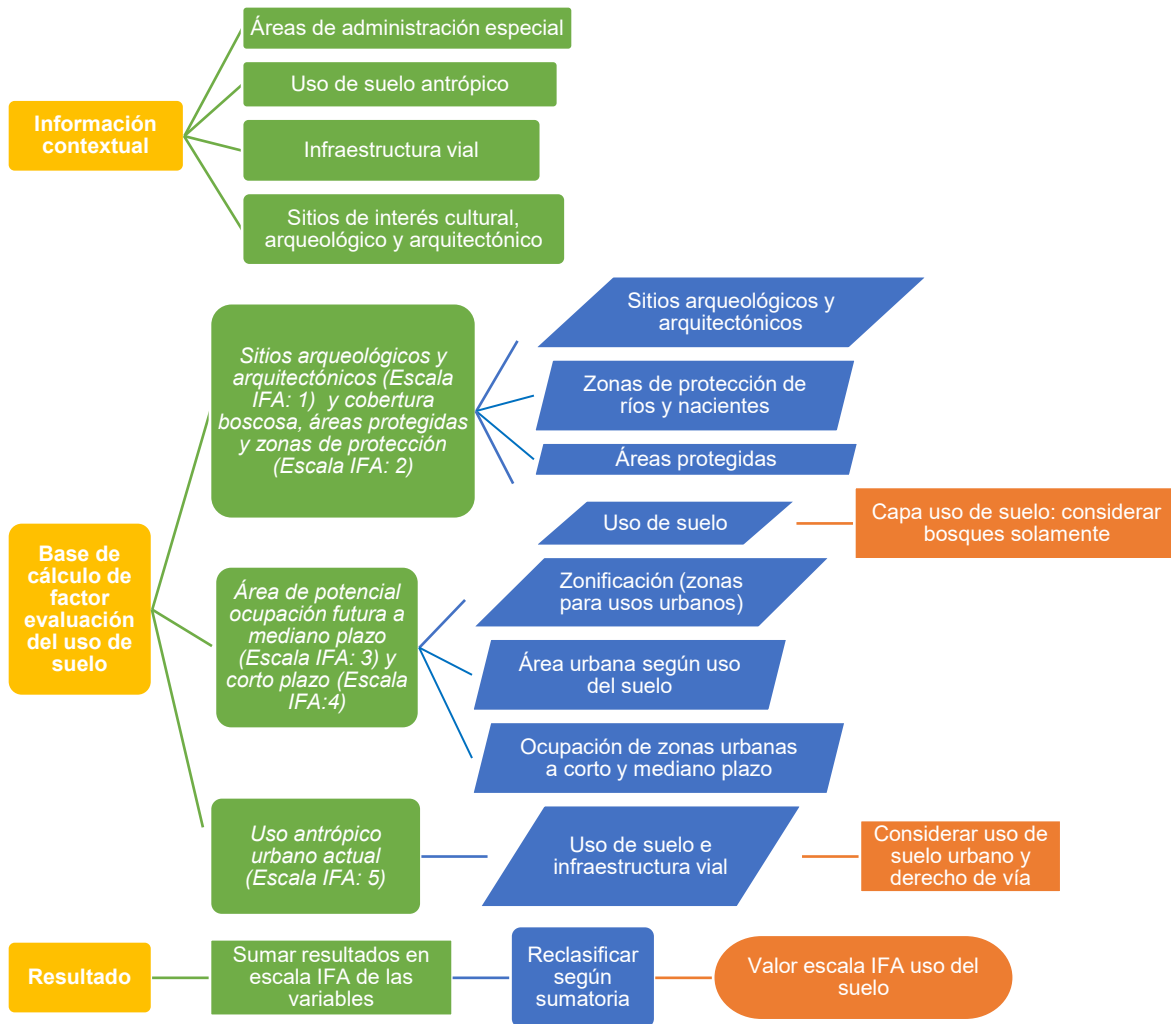 Información
contextual
Áreas de administración especial
Uso de suelo antrópico
Infraestructura vial
Sitios de interés cultural,
arqueológico y arquitectónico
Base de
cálculo de
factor
evaluación
del uso de
suelo
Sitios arqueológicos y
arquitectónicos (Escala
IFA: 1) y cobertura
boscosa, áreas protegidas
y zonas de protección
(Escala IFA: 2)
Sitios arqueológicos y
arquitectónicos
Zonas de protección de
ríos y nacientes
Áreas protegidas
Uso de suelo
Capa uso de suelo: considerar
bosques solamente
Área de potencial
ocupación futura a
mediano plazo
(Escala IFA: 3) y
corto plazo (Escala
IFA:4)
Zonificación (zonas
para usos urbanos)
Área urbana según uso
del suelo
Ocupación de zonas urbanas
a corto y mediano plazo
Uso antrópico
urbano actual
(Escala IFA: 5)
Uso de suelo e
infraestructura vial
Considerar uso de
suelo urbano y
derecho de vía
Resultado
Sumar resultados en
escala IFA de las
variables
Reclasificar
según
sumatoria
Valor escala IFA uso del
suelo